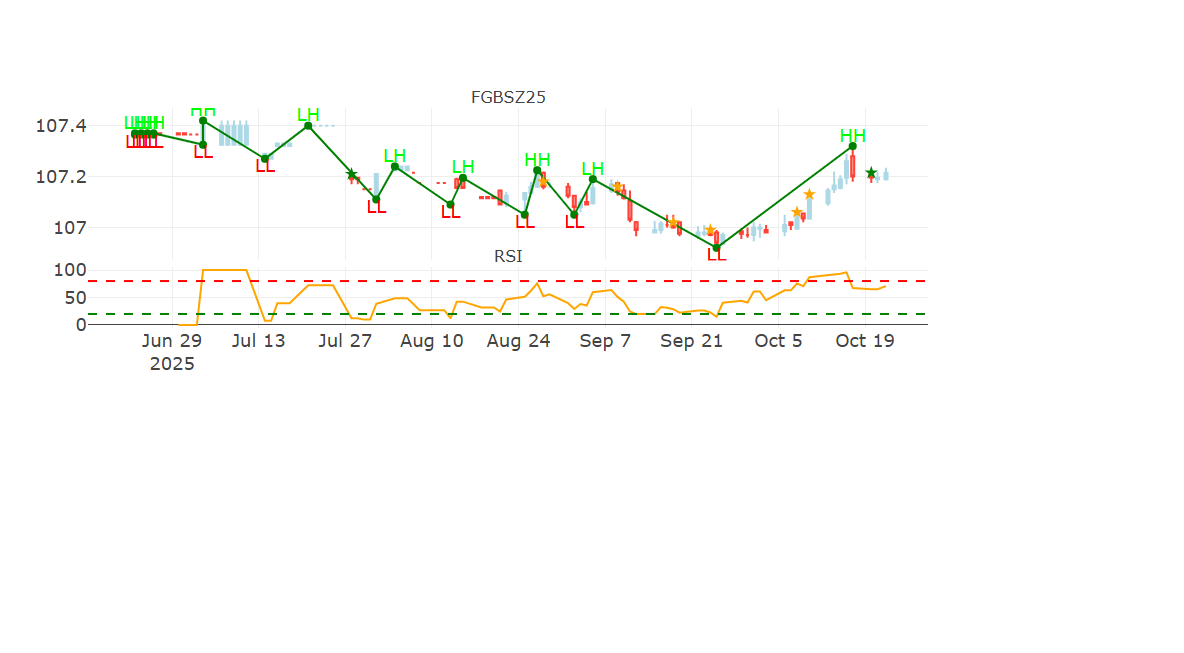 FGBSZ25
107.4
107.2
107
HH
LH
LH
LH
HH
LH
HH
LL
LL
LL
LL
LL
LL
LL
RSI
100
50
0
Jun 29
2025
Jul 13
Jul 27
Aug 10
Aug 24
Sep 7
Sep 21
Oct 5
Oct 19